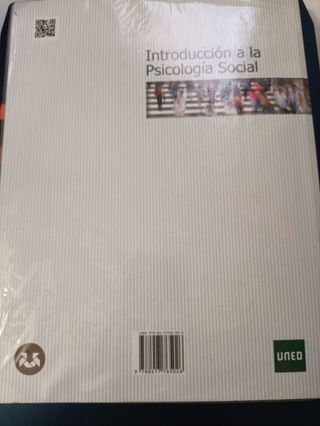 Introducción a la
Psicología Social
UNED